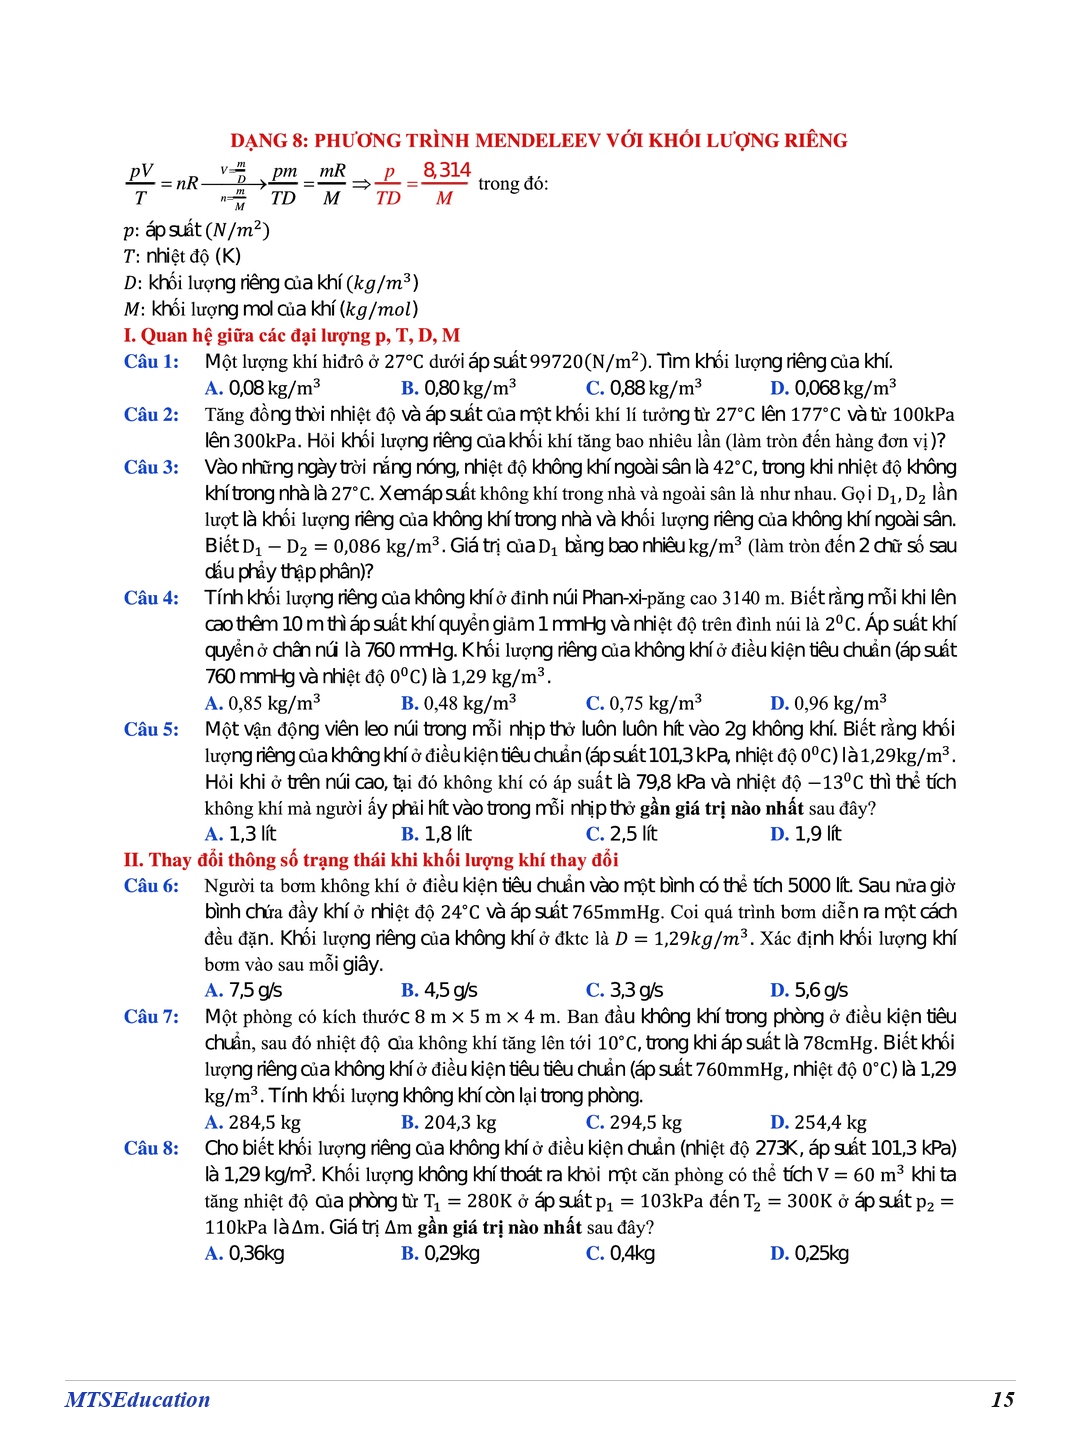 DẠNG 8: PHƯƠNG TRÌNH MENDELEEV VỚI KHỐI LƯỢNG RIÊNG
pV/T = nR —(V=m/D, n=m/M)→ pm/TD = mR/M ⇒ p/TD = 8,314/M trong đó:
p: áp suất (N/m²)
T: nhiệt độ (K)
D: khối lượng riêng của khí (kg/m³)
M: khối lượng mol của khí (kg/mol)
I. Quan hệ giữa các đại lượng p, T, D, M
Câu 1: Một lượng khí hiđrô ở 27°C dưới áp suất 99720(N/m²). Tìm khối lượng riêng của khí.
A. 0,08 kg/m³ B. 0,80 kg/m³ C. 0,88 kg/m³ D. 0,068 kg/m³
Câu 2: Tăng đồng thời nhiệt độ và áp suất của một khối khí lí tưởng từ 27°C lên 177°C và từ 100kPa
lên 300kPa. Hỏi khối lượng riêng của khối khí tăng bao nhiêu lần (làm tròn đến hàng đơn vị)?
Câu 3: Vào những ngày trời nắng nóng, nhiệt độ không khí ngoài sân là 42°C, trong khi nhiệt độ không
khí trong nhà là 27°C. Xem áp suất không khí trong nhà và ngoài sân là như nhau. Gọi D₁, D₂ lần
lượt là khối lượng riêng của không khí trong nhà và khối lượng riêng của không khí ngoài sân.
Biết D₁ − D₂ = 0,086 kg/m³. Giá trị của D₁ bằng bao nhiêu kg/m³ (làm tròn đến 2 chữ số sau
dấu phẩy thập phân)?
Câu 4: Tính khối lượng riêng của không khí ở đỉnh núi Phan-xi-păng cao 3140 m. Biết rằng mỗi khi lên
cao thêm 10 m thì áp suất khí quyển giảm 1 mmHg và nhiệt độ trên đình núi là 2⁰C. Áp suất khí
quyển ở chân núi là 760 mmHg. Khối lượng riêng của không khí ở điều kiện tiêu chuẩn (áp suất
760 mmHg và nhiệt độ 0⁰C) là 1,29 kg/m³.
A. 0,85 kg/m³ B. 0,48 kg/m³ C. 0,75 kg/m³ D. 0,96 kg/m³
Câu 5: Một vận động viên leo núi trong mỗi nhịp thở luôn luôn hít vào 2g không khí. Biết rằng khối
lượng riêng của không khí ở điều kiện tiêu chuẩn (áp suất 101,3 kPa, nhiệt độ 0⁰C) là 1,29kg/m³.
Hỏi khi ở trên núi cao, tại đó không khí có áp suất là 79,8 kPa và nhiệt độ −13⁰C thì thể tích
không khí mà người ấy phải hít vào trong mỗi nhịp thở gần giá trị nào nhất sau đây?
A. 1,3 lít B. 1,8 lít C. 2,5 lít D. 1,9 lít
II. Thay đổi thông số trạng thái khi khối lượng khí thay đổi
Câu 6: Người ta bơm không khí ở điều kiện tiêu chuẩn vào một bình có thể tích 5000 lít. Sau nửa giờ
bình chứa đầy khí ở nhiệt độ 24°C và áp suất 765mmHg. Coi quá trình bơm diễn ra một cách
đều đặn. Khối lượng riêng của không khí ở đktc là D = 1,29kg/m³. Xác định khối lượng khí
bơm vào sau mỗi giây.
A. 7,5 g/s B. 4,5 g/s C. 3,3 g/s D. 5,6 g/s
Câu 7: Một phòng có kích thước 8 m × 5 m × 4 m. Ban đầu không khí trong phòng ở điều kiện tiêu
chuẩn, sau đó nhiệt độ của không khí tăng lên tới 10°C, trong khi áp suất là 78cmHg. Biết khối
lượng riêng của không khí ở điều kiện tiêu tiêu chuẩn (áp suất 760mmHg, nhiệt độ 0°C) là 1,29
kg/m³. Tính khối lượng không khí còn lại trong phòng.
A. 284,5 kg B. 204,3 kg C. 294,5 kg D. 254,4 kg
Câu 8: Cho biết khối lượng riêng của không khí ở điều kiện chuẩn (nhiệt độ 273K, áp suất 101,3 kPa)
là 1,29 kg/m³. Khối lượng không khí thoát ra khỏi một căn phòng có thể tích V = 60 m³ khi ta
tăng nhiệt độ của phòng từ T₁ = 280K ở áp suất p₁ = 103kPa đến T₂ = 300K ở áp suất p₂ =
110kPa là Δm. Giá trị Δm gần giá trị nào nhất sau đây?
A. 0,36kg B. 0,29kg C. 0,4kg D. 0,25kg
MTSEducation 15